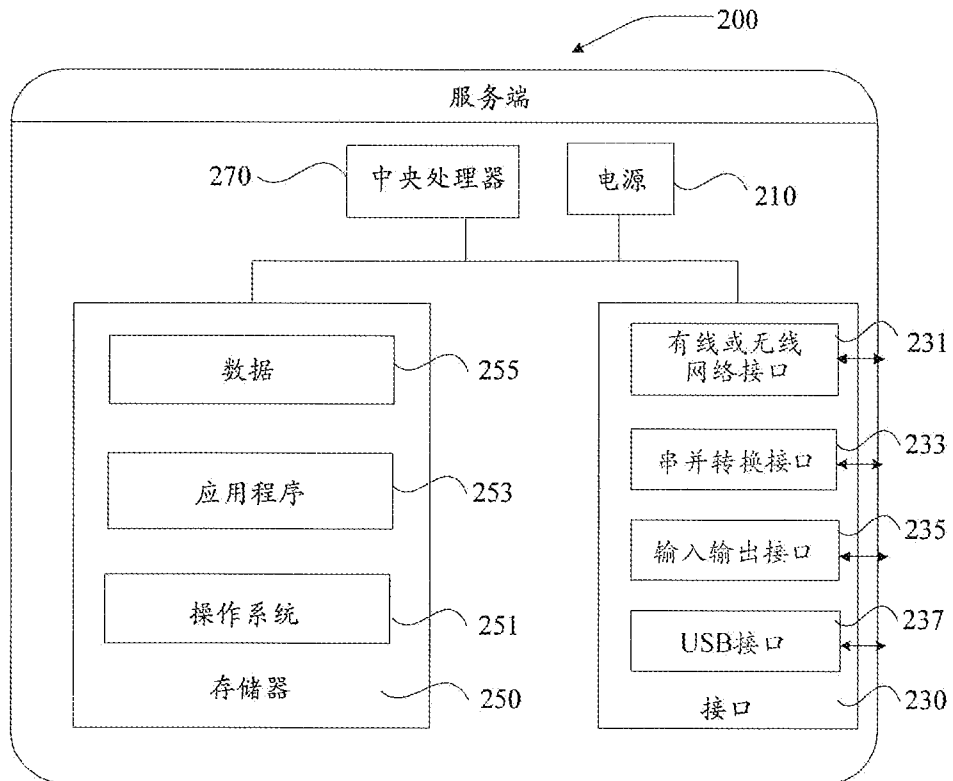 200
服务端
270
中央处理器
电源
210
数据
255
应用程序
253
操作系统
251
存储器
250
有线或无线
网络接口
231
串并转换接口
233
输入输出接口
235
USB接口
237
接口
230